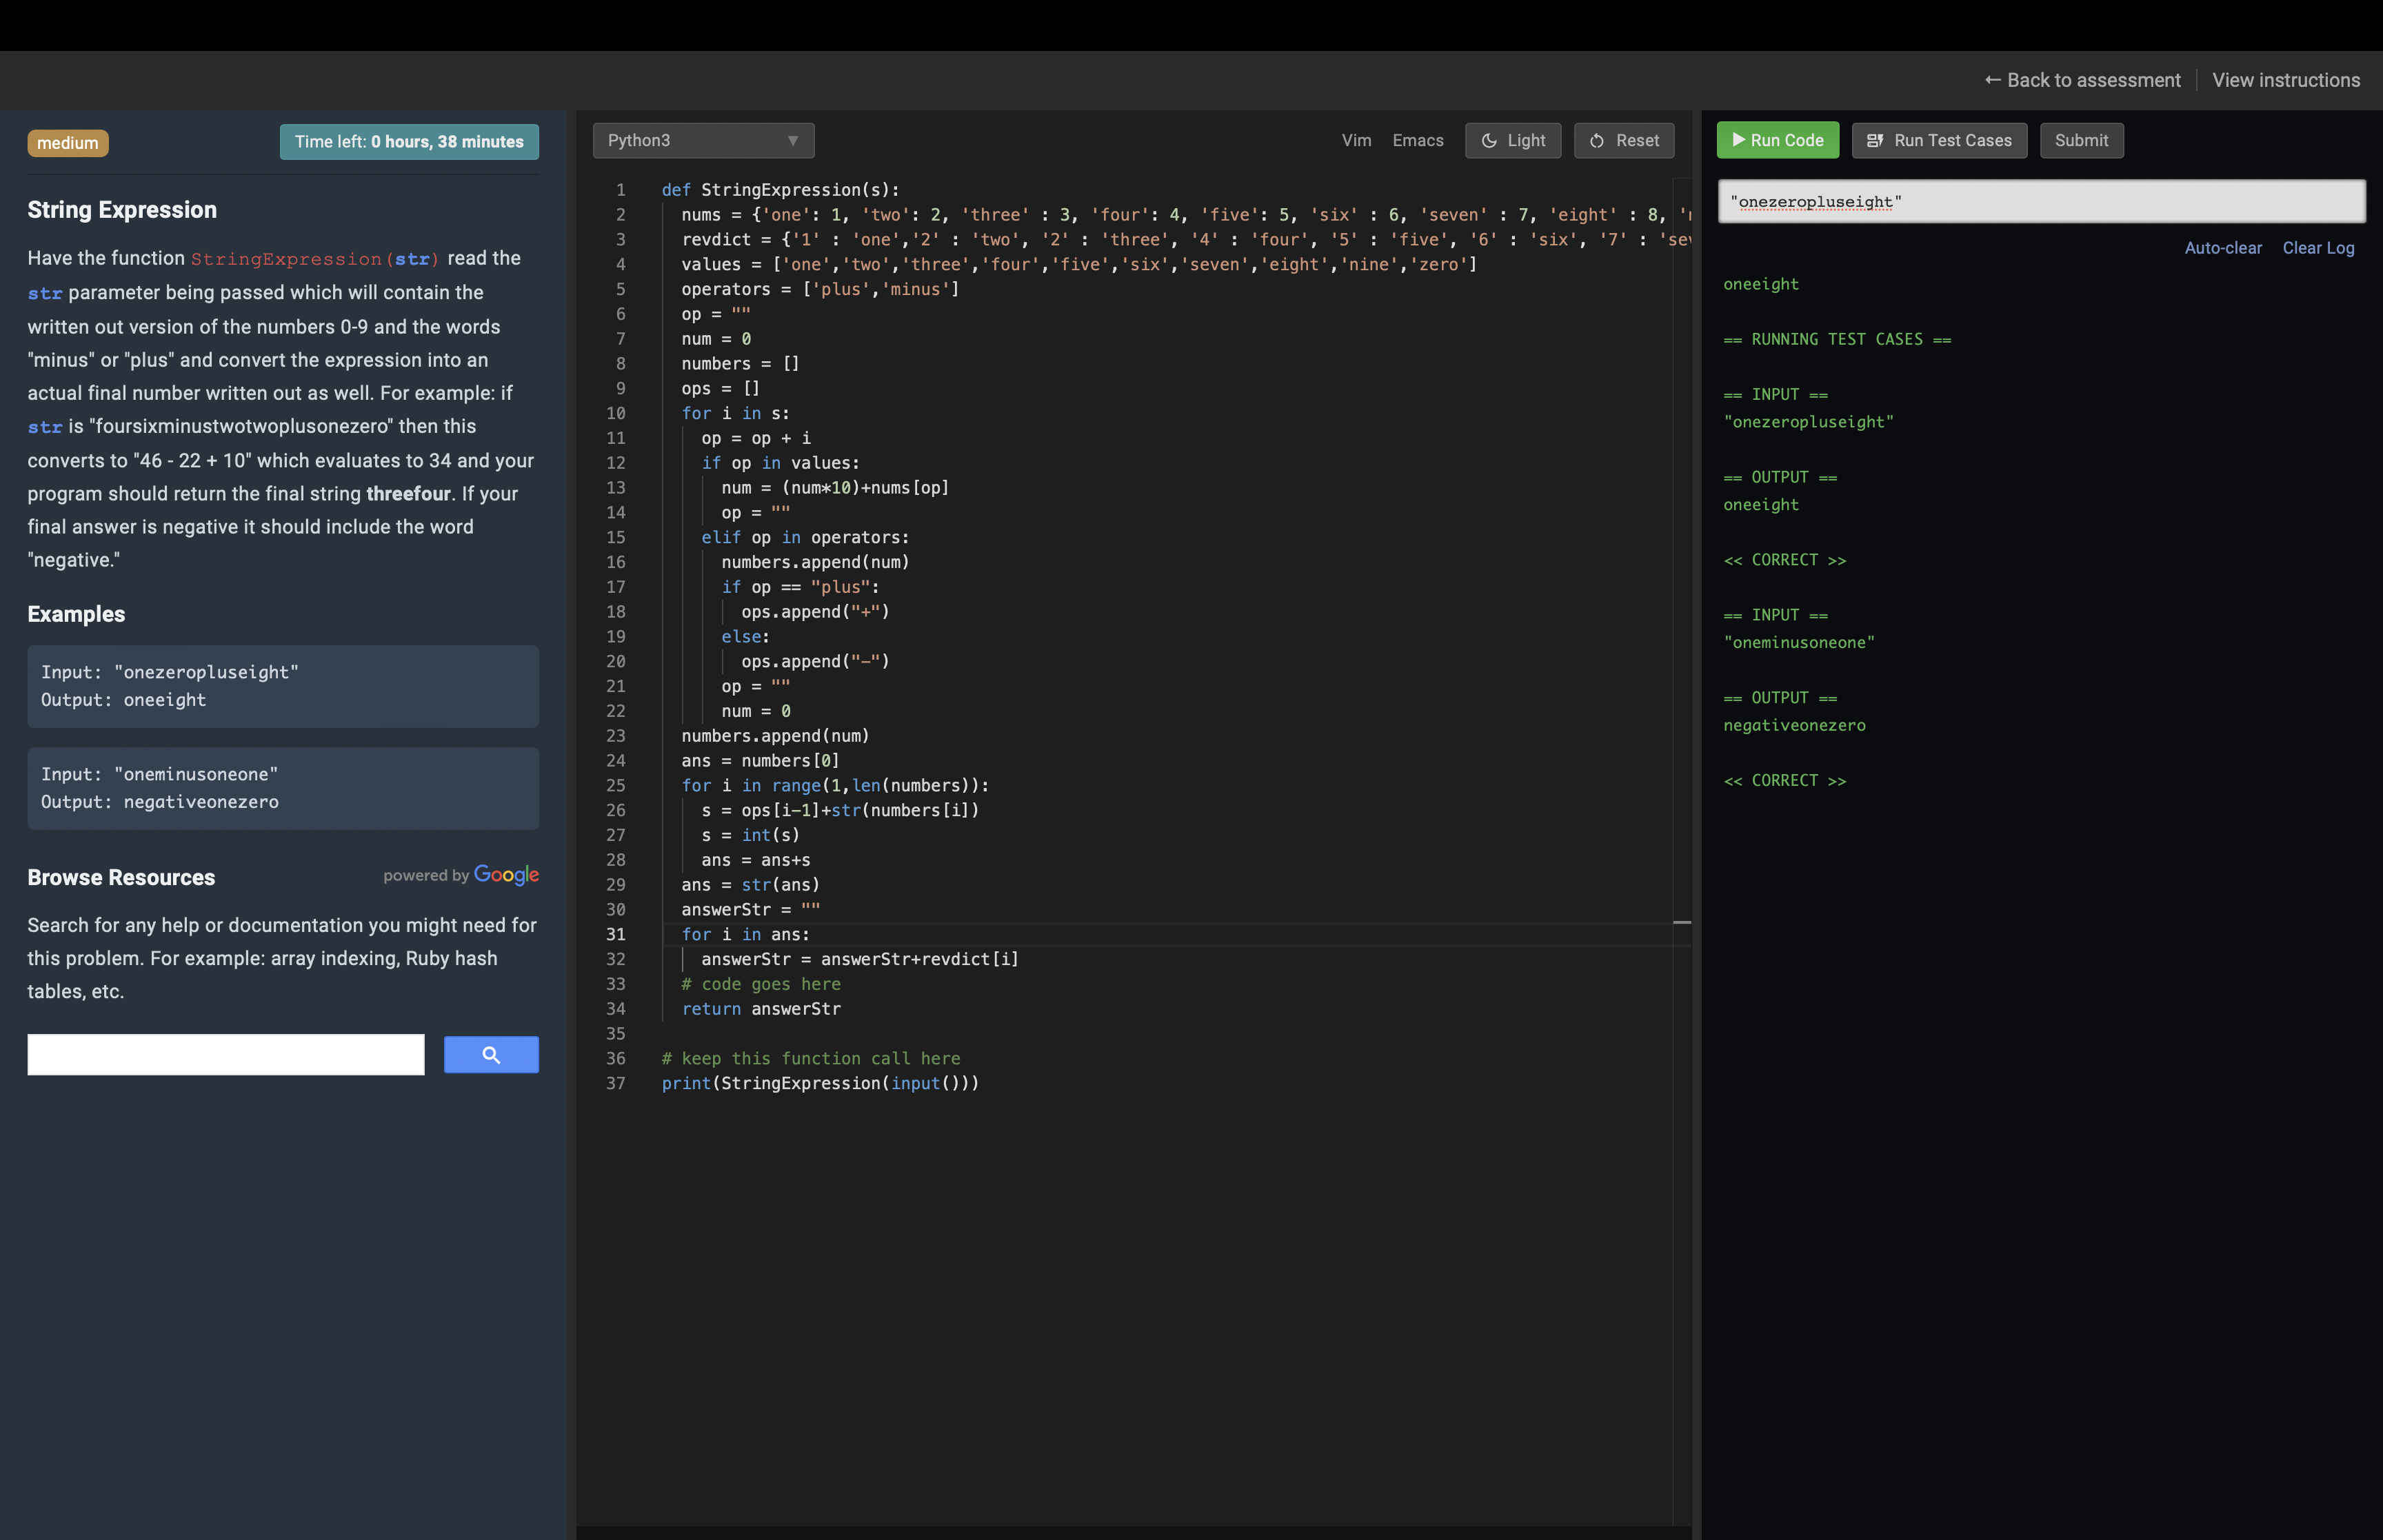 ← Back to assessment
View instructions
medium
Time left: 0 hours, 38 minutes
String Expression
Have the function StringExpression(str) read the
str parameter being passed which will contain the
written out version of the numbers 0-9 and the words
"minus" or "plus" and convert the expression into an
actual final number written out as well. For example: if
str is "foursixminustwotwoplusonezero" then this
converts to "46 - 22 + 10" which evaluates to 34 and your
program should return the final string threefour. If your
final answer is negative it should include the word
"negative."
Examples
Input: "onezeropluseight"
Output: oneeight
Input: "oneminusoneone"
Output: negativeonezero
Browse Resources
powered by Google
Search for any help or documentation you might need for
this problem. For example: array indexing, Ruby hash
tables, etc.
Python3
Vim
Emacs
Light
Reset
1 def StringExpression(s):
2 nums = {'one': 1, 'two': 2, 'three' : 3, 'four': 4, 'five': 5, 'six' : 6, 'seven' : 7, 'eight' : 8,
3 revdict = {'1' : 'one','2' : 'two', '2' : 'three', '4' : 'four', '5' : 'five', '6' : 'six', '7' :
4 values = ['one','two','three','four','five','six','seven','eight','nine','zero']
5 operators = ['plus','minus']
6 op = ""
7 num = 0
8 numbers = []
9 ops = []
10 for i in s:
11 op = op + i
12 if op in values:
13 num = (num*10)+nums[op]
14 op = ""
15 elif op in operators:
16 numbers.append(num)
17 if op == "plus":
18 ops.append("+")
19 else:
20 ops.append("-")
21 op = ""
22 num = 0
23 numbers.append(num)
24 ans = numbers[0]
25 for i in range(1,len(numbers)):
26 s = ops[i-1]+str(numbers[i])
27 s = int(s)
28 ans = ans+s
29 ans = str(ans)
30 answerStr = ""
31 for i in ans:
32 answerStr = answerStr+revdict[i]
33 # code goes here
34 return answerStr
35
36 # keep this function call here
37 print(StringExpression(input()))
Run Code
Run Test Cases
Submit
"onezeropluseight"
Auto-clear
Clear Log
oneeight
== RUNNING TEST CASES ==
== INPUT ==
"onezeropluseight"
== OUTPUT ==
oneeight
<< CORRECT >>
== INPUT ==
"oneminusoneone"
== OUTPUT ==
negativeonezero
<< CORRECT >>